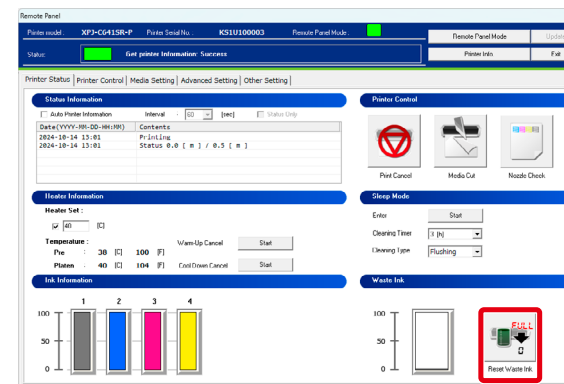 Remote Panel
Printer model : XPJ-C641SR-P Printer Serial No. : KS1U100003 Remote Panel Mode :
Remote Panel Mode Update
Status: Get printer Information: Success
Printer Info. Exit
Printer Status Printer Control Media Setting Advanced Setting Other Setting
Status Information
Auto Printer Information Interval : 60 [sec] Status Only
Date(YYYY-MM-DD-HH:MM) Contents
2024-10-14 13:01 Printing
2024-10-14 13:01 Status 0.0 [ m ] / 0.5 [ m ]
Printer Control
Print Cancel Media Cut Nozzle Check
Heater Information
Heater Set :
40 [C]
Temperature :
Pre : 38 [C] 100 [F]
Platen : 40 [C] 104 [F]
Warm-Up Cancel Start
Cool Down Cancel Start
Sleep Mode
Enter Start
Cleaning Timer 3 [h]
Cleaning Type Flushing
Ink Information
1 2 3 4
100
50
0
Waste Ink
100
50
0
FULL
0
Reset Waste Ink